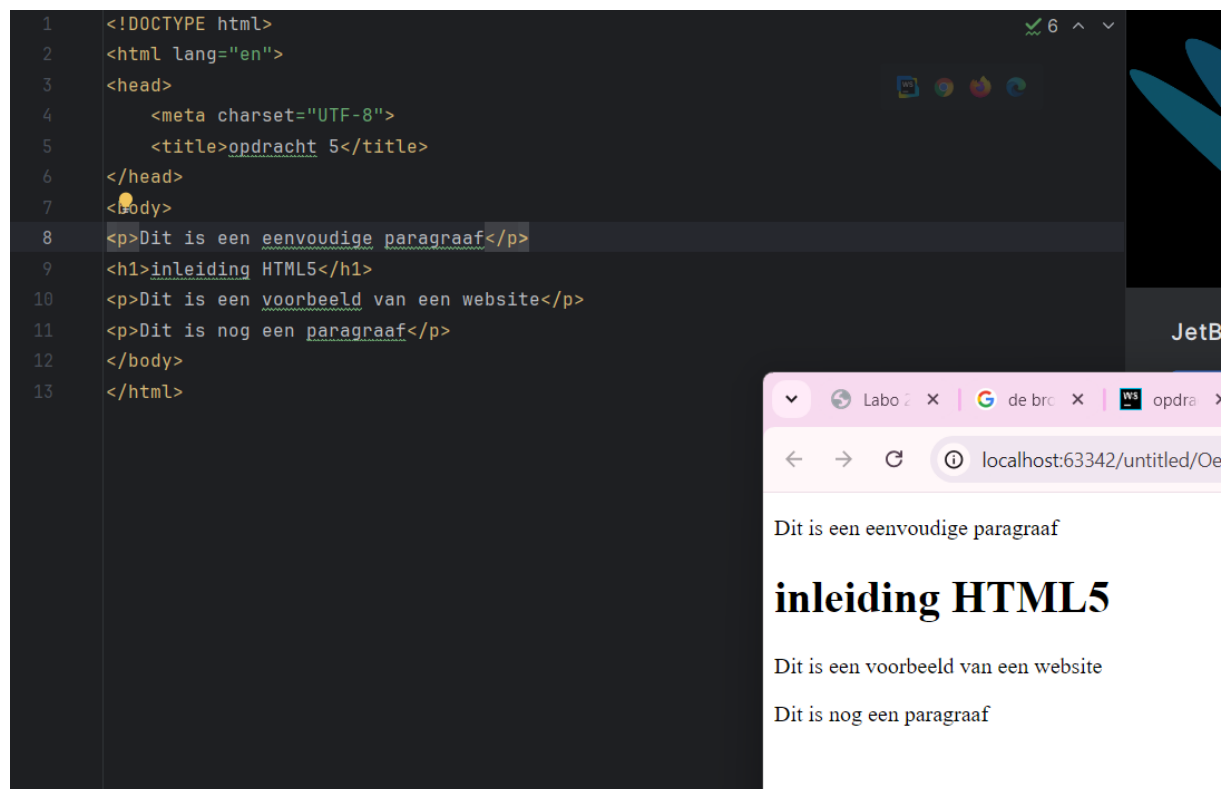 1 <!DOCTYPE html>
6
2 <html lang="en">
3 <head>
4 <meta charset="UTF-8">
5 <title>opdracht 5</title>
6 </head>
7 <body>
8 <p>Dit is een eenvoudige paragraaf</p>
9 <h1>inleiding HTML5</h1>
10 <p>Dit is een voorbeeld van een website</p>
11 <p>Dit is nog een paragraaf</p>
12 </body>
13 </html>
JetB
Labo 2
de bro
WS opdra
localhost:63342/untitled/Oe
Dit is een eenvoudige paragraaf
inleiding HTML5
Dit is een voorbeeld van een website
Dit is nog een paragraaf